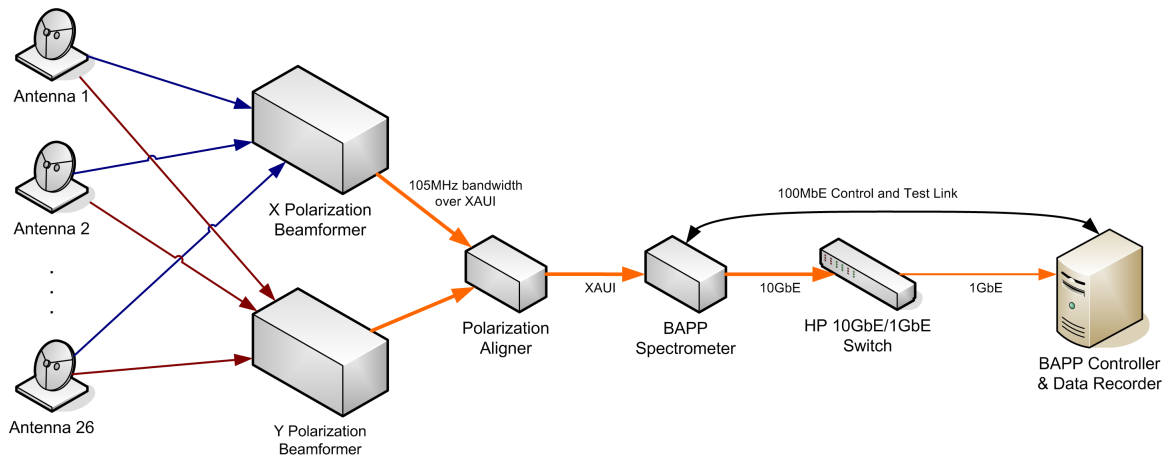 Antenna 1
Antenna 2
.
.
.
Antenna 26
X Polarization
Beamformer
Y Polarization
Beamformer
105MHz bandwidth
over XAUI
Polarization
Aligner
XAUI
BAPP
Spectrometer
100MbE Control and Test Link
10GbE
HP 10GbE/1GbE
Switch
1GbE
BAPP Controller
& Data Recorder